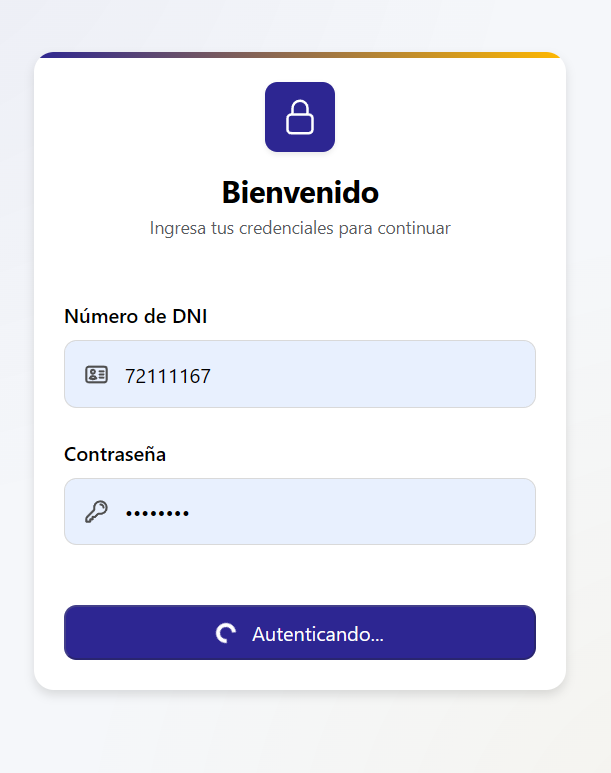 Bienvenido
Ingresa tus credenciales para continuar
Número de DNI
72111167
Contraseña
••••••••
Autenticando...